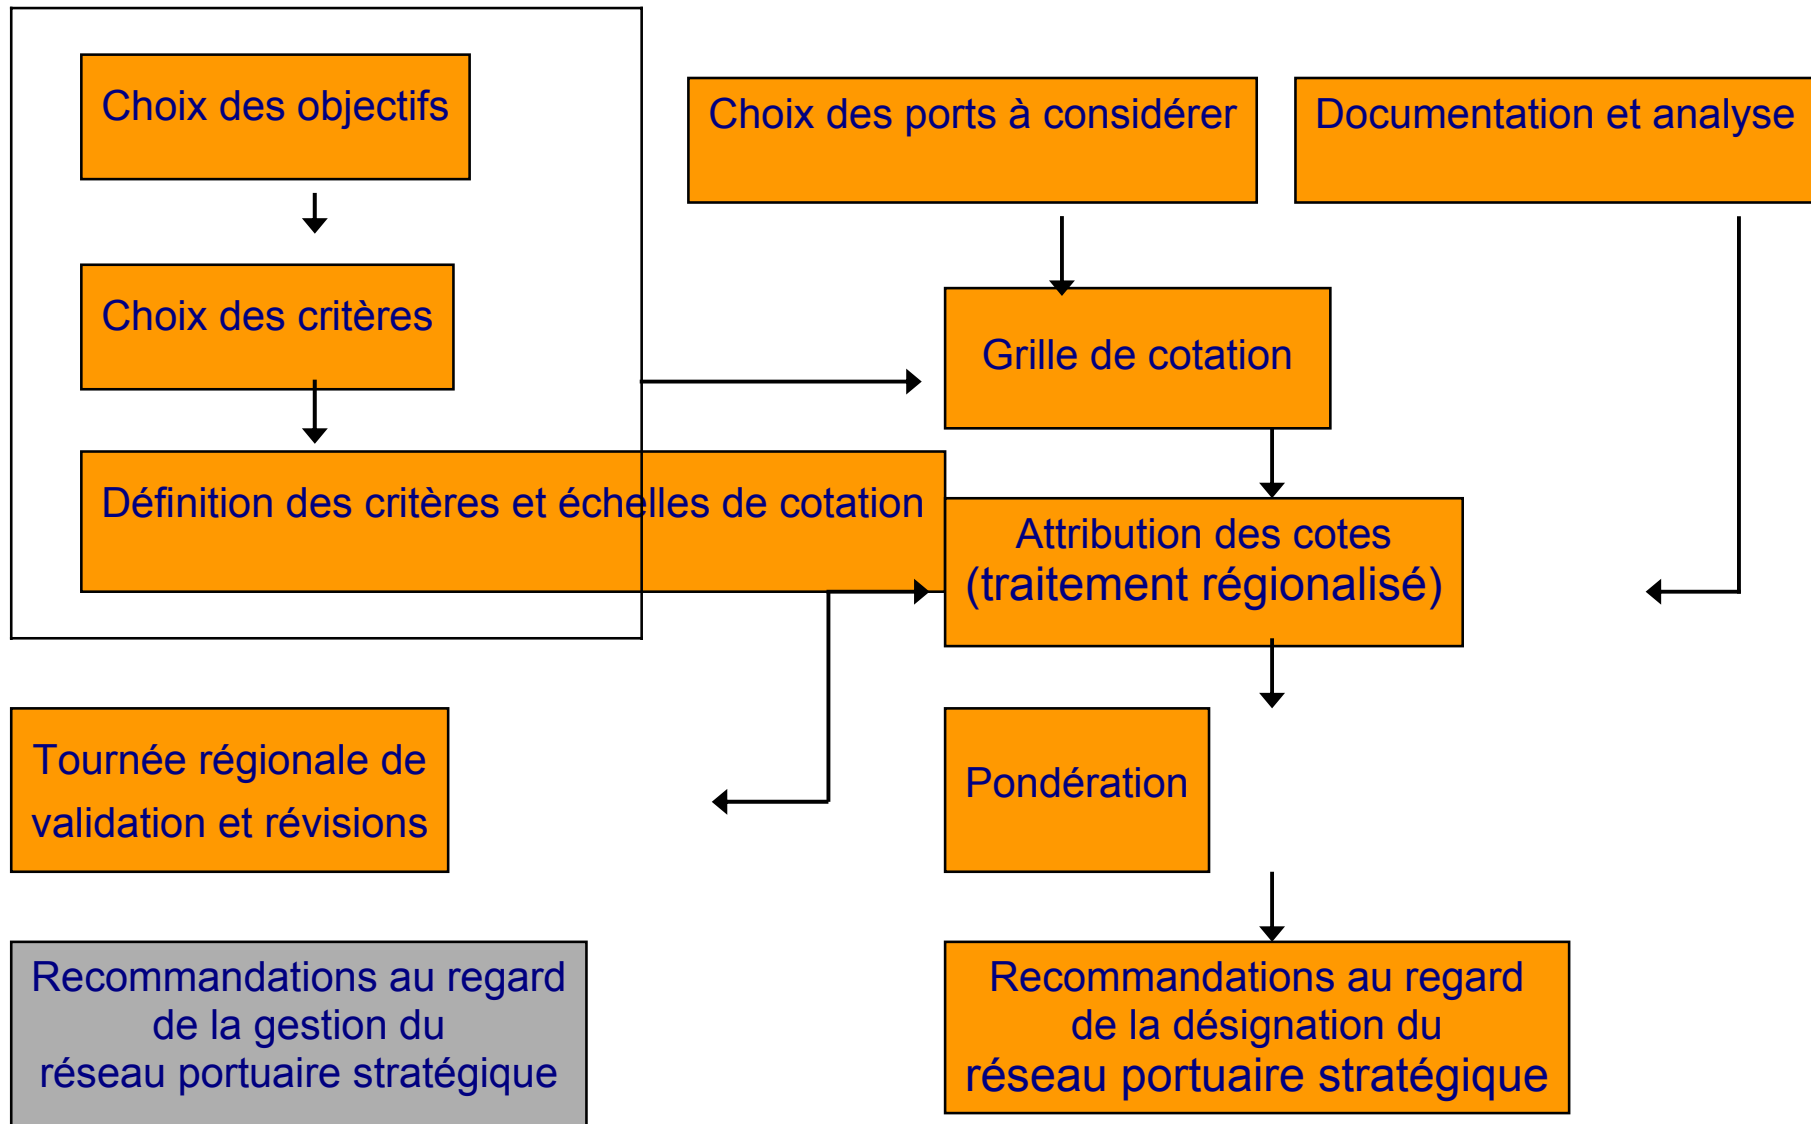 Choix des objectifs
Choix des ports à considérer
Documentation et analyse
Choix des critères
Grille de cotation
Définition des critères et échelles de cotation
Attribution des cotes
(traitement régionalisé)
Tournée régionale de
validation et révisions
Pondération
Recommandations au regard
de la gestion du
réseau portuaire stratégique
Recommandations au regard
de la désignation du
réseau portuaire stratégique